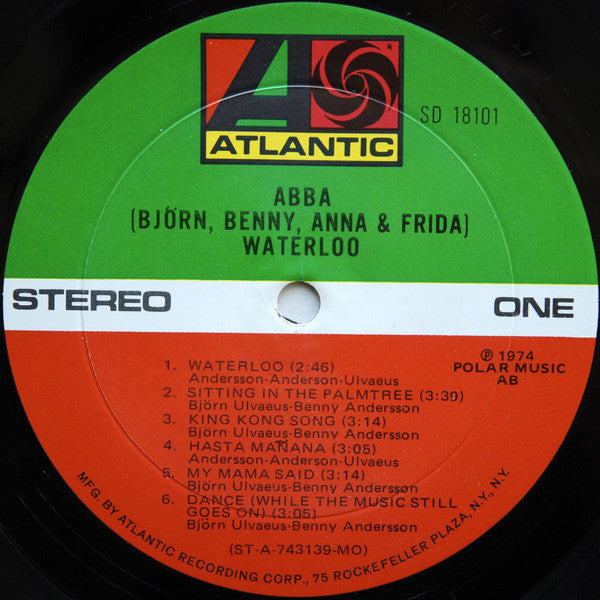 SD 18101
ATLANTIC
ABBA
(BJÖRN, BENNY, ANNA & FRIDA)
WATERLOO
STEREO
ONE
℗ 1974
POLAR MUSIC
AB
1. WATERLOO (2:46)
Andersson-Anderson-Ulvaeus
2. SITTING IN THE PALMTREE (3:39)
Björn Ulvaeus-Benny Andersson
3. KING KONG SONG (3:14)
Björn Ulvaeus-Benny Andersson
4. HASTA MAÑANA (3:05)
Andersson-Anderson-Ulvaeus
5. MY MAMA SAID (3:14)
Björn Ulvaeus-Benny Andersson
6. DANCE (WHILE THE MUSIC STILL
GOES ON) (3:05)
Björn Ulvaeus-Benny Andersson
(ST-A-743139-MO)
MFG. BY ATLANTIC RECORDING CORP., 75 ROCKEFELLER PLAZA, N.Y., N.Y.